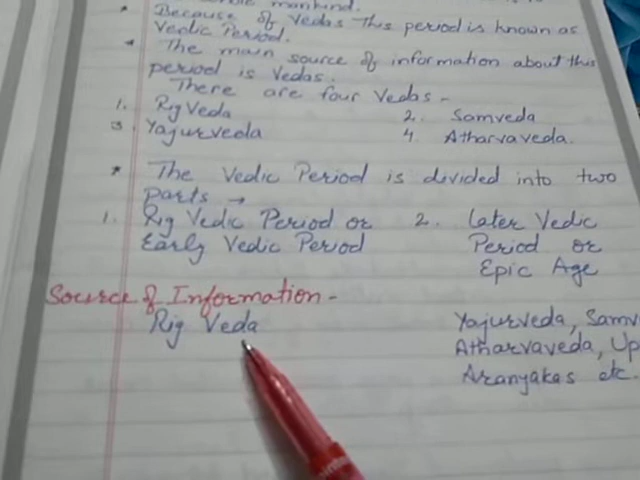 mankind.
* Because of Vedas this period is known as
Vedic Period.
* The main source of information about this
period is Vedas.
There are four Vedas -
1. Rig Veda 2. Samveda
3. Yajurveda 4. Atharvaveda.
* The Vedic Period is divided into two
parts →
1. Rig Vedic Period or 2. Later Vedic
Early Vedic Period Period or
Epic Age
Source of Information -
Rig Veda Yajurveda, Samv
Atharvaveda, Up
Aranyakas etc.